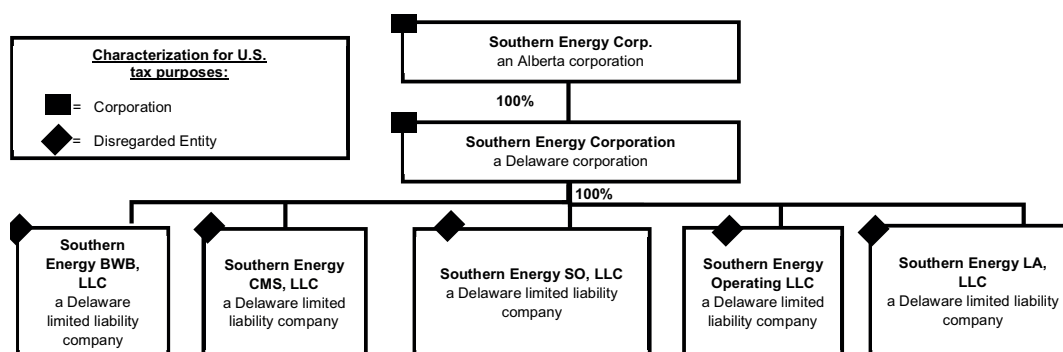 Characterization for U.S.
tax purposes:
= Corporation
= Disregarded Entity
Southern Energy Corp.
an Alberta corporation
100%
Southern Energy Corporation
a Delaware corporation
100%
Southern
Energy BWB,
LLC
a Delaware
limited liability
company
Southern Energy
CMS, LLC
a Delaware limited
liability company
Southern Energy SO, LLC
a Delaware limited liability
company
Southern Energy
Operating LLC
a Delaware limited
liability company
Southern Energy LA,
LLC
a Delaware limited liability
company